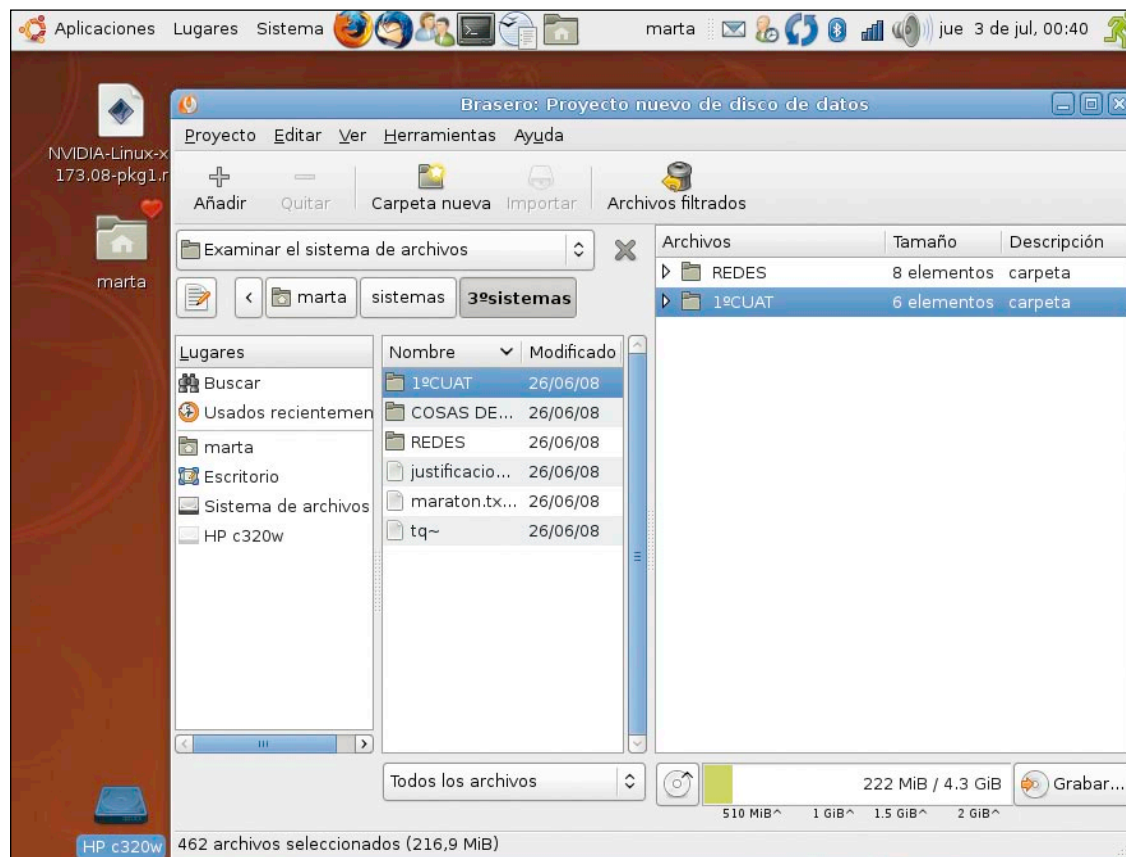 Aplicaciones Lugares Sistema marta jue 3 de jul, 00:40
NVIDIA-Linux-x
173.08-pkg1.r
marta
HP c320w
Brasero: Proyecto nuevo de disco de datos
Proyecto Editar Ver Herramientas Ayuda
Añadir Quitar Carpeta nueva Importar Archivos filtrados
Examinar el sistema de archivos
marta sistemas 3ºsistemas
Lugares
Buscar
Usados recientemen
marta
Escritorio
Sistema de archivos
HP c320w
Nombre Modificado
1ºCUAT 26/06/08
COSAS DE... 26/06/08
REDES 26/06/08
justificacio... 26/06/08
maraton.tx... 26/06/08
tq~ 26/06/08
Todos los archivos
Archivos Tamaño Descripción
REDES 8 elementos carpeta
1ºCUAT 6 elementos carpeta
222 MiB / 4.3 GiB Grabar...
510 MiB^ 1 GiB^ 1.5 GiB^ 2 GiB^
462 archivos seleccionados (216,9 MiB)